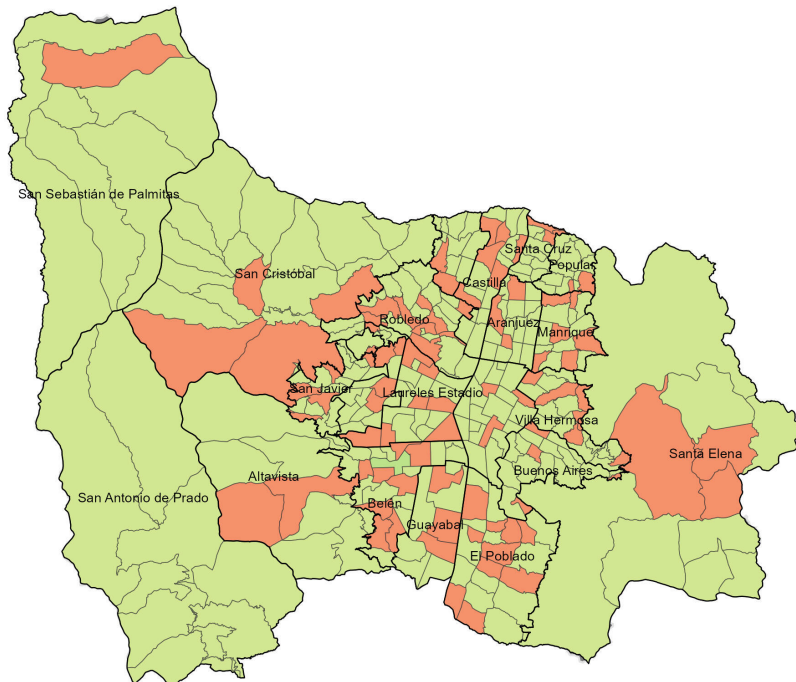 San Sebastián de Palmitas
Santa Cruz
Popular
San Cristóbal
Castilla
Robledo
Aranjuez
Manrique
San Javier
Laureles Estadio
Villa Hermosa
Santa Elena
Buenos Aires
Altavista
San Antonio de Prado
Belén
Guayabal
El Poblado